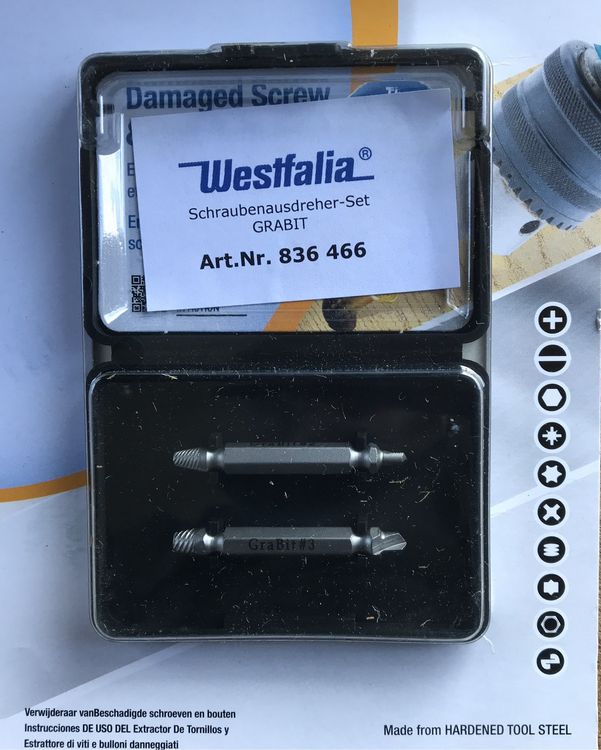 Damaged Screw
Westfalia®
Schraubenausdreher-Set
GRABIT
Art.Nr. 836 466
GraBit#3
Verwijderaar vanBeschadigde schroeven en bouten
Instrucciones DE USO DEL Extractor De Tornillos y
Estrattore di viti e bulloni danneggiati
Made from HARDENED TOOL STEEL